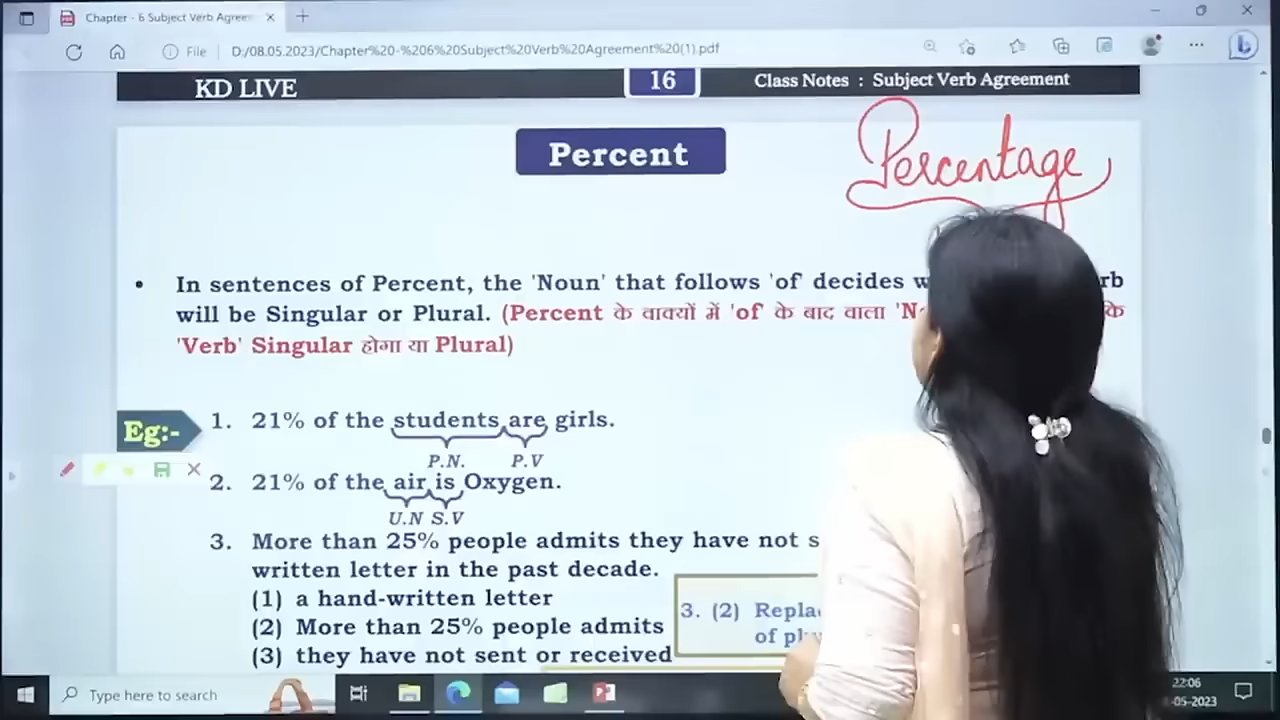 Chapter - 6 Subject Verb Agree
File D:/08.05.2023/Chapter%20-%206%20Subject%20Verb%20Agreement%20(1).pdf
KD LIVE 16 Class Notes : Subject Verb Agreement
Percent
Percentage
• In sentences of Percent, the 'Noun' that follows 'of' decides
will be Singular or Plural. (Percent के वाक्यों में 'of' के बाद वाला कि
'Verb' Singular होगा या Plural)
Eg:- 1. 21% of the students are girls.
P.N. P.V
2. 21% of the air is Oxygen.
U.N S.V
3. More than 25% people admits they have not
written letter in the past decade.
(1) a hand-written letter
(2) More than 25% people admits
(3) they have not sent or received
3. (2)
of
Type here to search
22:06
-05-2023